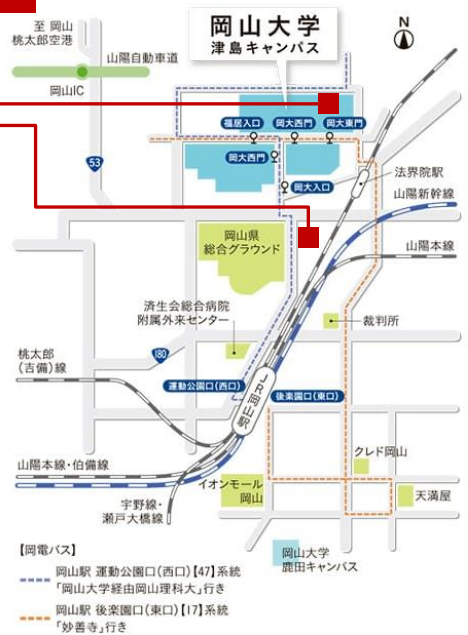 岡山大学
津島キャンパス
N
至 岡山
桃太郎空港
山陽自動車道
岡山IC
福居入口
岡大西門
岡大東門
岡大西門
岡大入口
53
法界院駅
山陽新幹線
山陽本線
岡山県
総合グラウンド
済生会総合病院
附属外来センター
裁判所
桃太郎
(吉備)線
180
運動公園口(西口)
JR岡山駅
後楽園口(東口)
クレド岡山
山陽本線・伯備線
イオンモール
岡山
天満屋
宇野線・
瀬戸大橋線
岡山大学
鹿田キャンパス
【岡電バス】
岡山駅 運動公園口(西口)【47】系統
「岡山大学経由岡山理科大」行き
岡山駅 後楽園口(東口)【17】系統
「妙善寺」行き